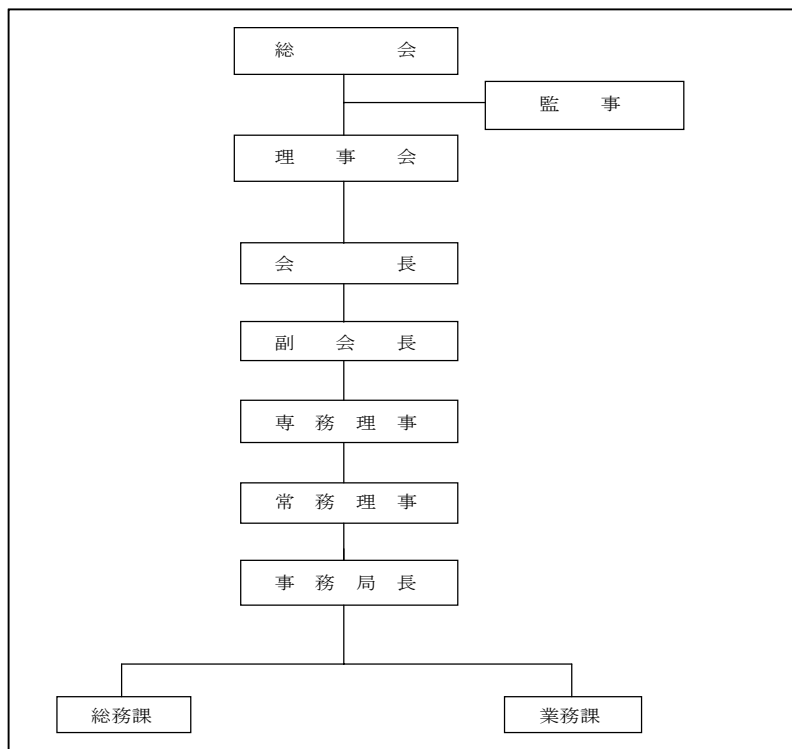 総会
監事
理事会
会長
副会長
専務理事
常務理事
事務局長
総務課
業務課